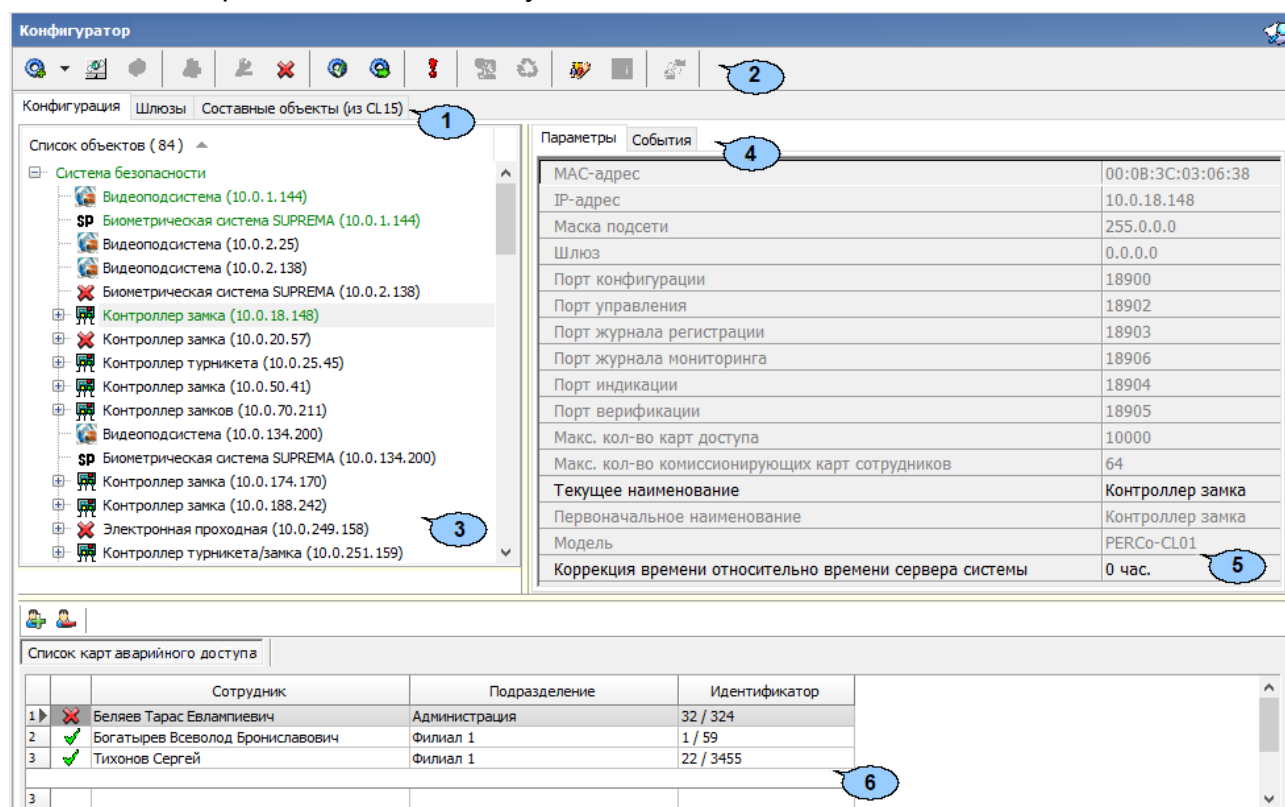 Конфигуратор
2
Конфигурация Шлюзы Составные объекты (из CL15)
1
Список объектов (84)
Система безопасности
Видеоподсистема (10.0.1.144)
SP Биометрическая система SUPREMA (10.0.1.144)
Видеоподсистема (10.0.2.25)
Видеоподсистема (10.0.2.138)
Биометрическая система SUPREMA (10.0.2.138)
Контроллер замка (10.0.18.148)
Контроллер замка (10.0.20.57)
Контроллер турникета (10.0.25.45)
Контроллер замка (10.0.50.41)
Контроллер замков (10.0.70.211)
Видеоподсистема (10.0.134.200)
SP Биометрическая система SUPREMA (10.0.134.200)
Контроллер замка (10.0.174.170)
Контроллер замка (10.0.188.242)
Электронная проходная (10.0.249.158)
Контроллер турникета/замка (10.0.251.159)
3
Параметры События
4
MAC-адрес 00:0B:3C:03:06:38
IP-адрес 10.0.18.148
Маска подсети 255.0.0.0
Шлюз 0.0.0.0
Порт конфигурации 18900
Порт управления 18902
Порт журнала регистрации 18903
Порт журнала мониторинга 18906
Порт индикации 18904
Порт верификации 18905
Макс. кол-во карт доступа 10000
Макс. кол-во комиссионирующих карт сотрудников 64
Текущее наименование Контроллер замка
Первоначальное наименование Контроллер замка
Модель PERCo-CL01
Коррекция времени относительно времени сервера системы 0 час.
5
Список карт аварийного доступа
Сотрудник Подразделение Идентификатор
1 Беляев Тарас Евлампиевич Администрация 32 / 324
2 Богатырев Всеволод Брониславович Филиал 1 1 / 59
3 Тихонов Сергей Филиал 1 22 / 3455
6
3